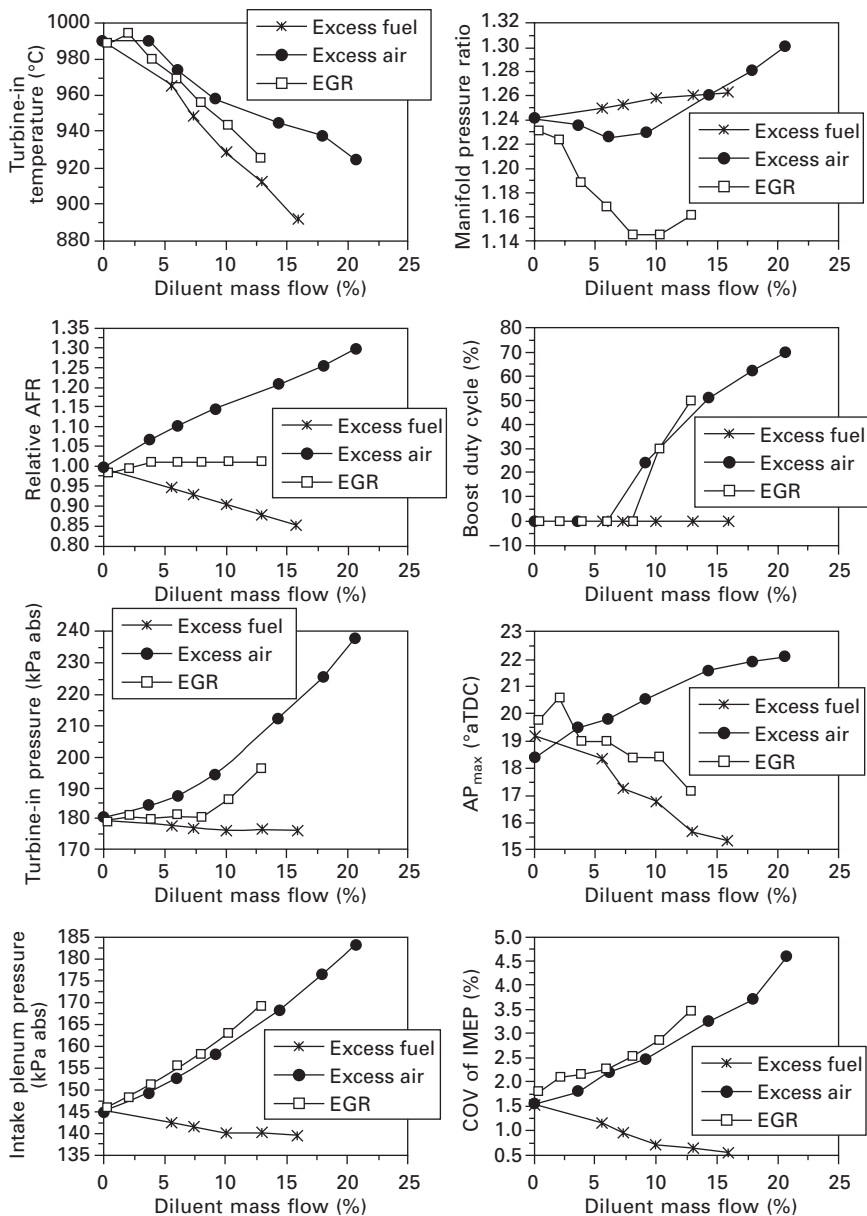 Turbine-in
temperature (°C)
1000
980
960
940
920
900
880
0 5 10 15 20 25
Diluent mass flow (%)
Excess fuel
Excess air
EGR
Manifold pressure ratio
1.32
1.30
1.28
1.26
1.24
1.22
1.20
1.18
1.16
1.14
0 5 10 15 20 25
Diluent mass flow (%)
Excess fuel
Excess air
EGR
Relative AFR
1.35
1.30
1.25
1.20
1.15
1.10
1.05
1.00
0.95
0.90
0.85
0.80
0 5 10 15 20 25
Diluent mass flow (%)
Excess fuel
Excess air
EGR
Boost duty cycle (%)
80
70
60
50
40
30
20
10
0
−10
0 5 10 15 20 25
Diluent mass flow (%)
Excess fuel
Excess air
EGR
Turbine-in pressure (kPa abs)
240
230
220
210
200
190
180
170
0 5 10 15 20 25
Diluent mass flow (%)
Excess fuel
Excess air
EGR
APmax (°aTDC)
23
22
21
20
19
18
17
16
15
0 5 10 15 20 25
Diluent mass flow (%)
Excess fuel
Excess air
EGR
Intake plenum pressure
(kPa abs)
185
175
165
155
145
140
135
0 5 10 15 20 25
Diluent mass flow (%)
Excess fuel
Excess air
EGR
COV of IMEP (%)
5.0
4.5
4.0
3.5
3.0
2.5
2.0
1.5
1.0
0.5
0 5 10 15 20 25
Diluent mass flow (%)
Excess fuel
Excess air
EGR